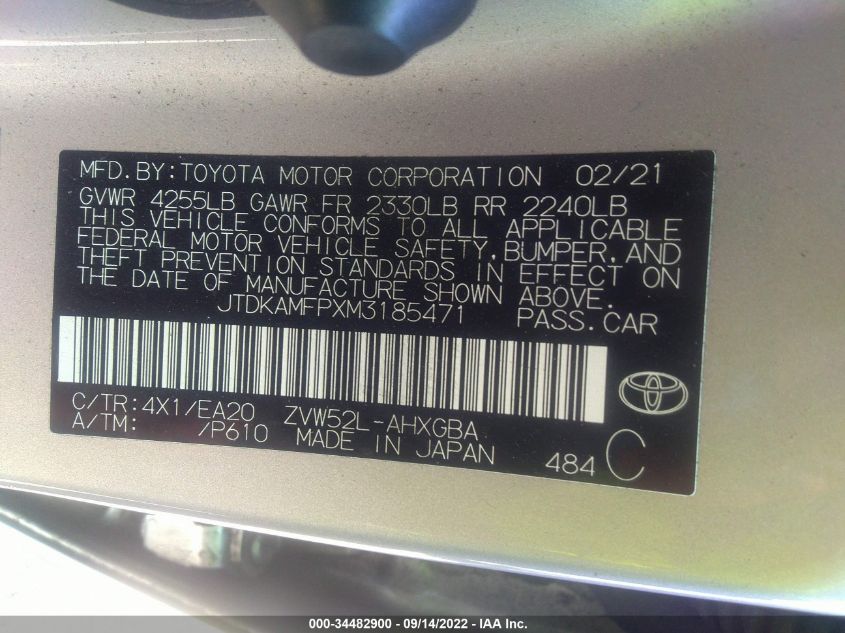 MFD.BY:TOYOTA MOTOR CORPORATION 02/21
GVWR 4255LB GAWR FR 2330LB RR 2240LB
THIS VEHICLE CONFORMS TO ALL APPLICABLE
FEDERAL MOTOR VEHICLE SAFETY,BUMPER,AND
THEFT PREVENTION STANDARDS IN EFFECT ON
THE DATE OF MANUFACTURE SHOWN ABOVE.
JTDKAMFPXM3185471 PASS.CAR
C/TR:4X1/EA20 ZVW52L-AHXGBA
A/TM: /P610 MADE IN JAPAN 484 C
000-34482900 - 09/14/2022 - IAA Inc.